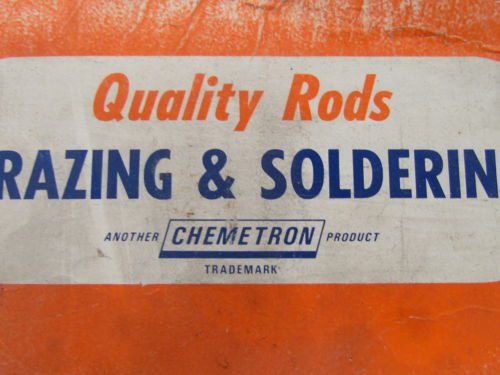 Quality Rods
RAZING & SOLDERIN
ANOTHER CHEMETRON PRODUCT
TRADEMARK